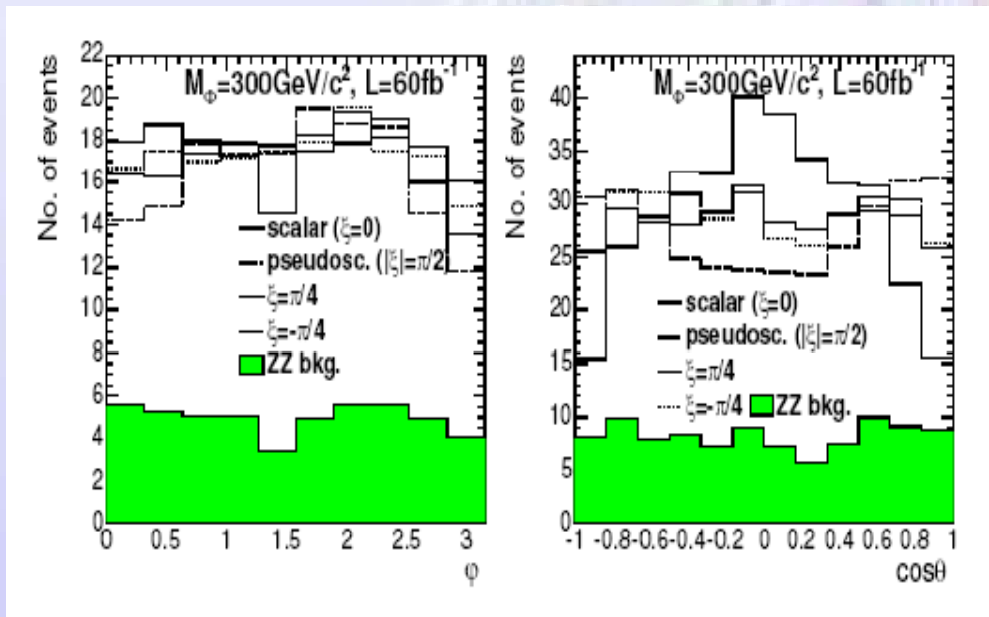 22
20
18
16
14
12
10
8
6
4
2
0
No. of events
M_Φ=300GeV/c², L=60fb⁻¹
scalar (ξ=0)
pseudosc. (|ξ|=π/2)
ξ=π/4
ξ=-π/4
ZZ bkg.
0 0.5 1 1.5 2 2.5 3
φ
40
35
30
25
20
15
10
5
0
No. of events
M_Φ=300GeV/c², L=60fb⁻¹
scalar (ξ=0)
pseudosc. (|ξ|=π/2)
ξ=π/4
ξ=-π/4 ZZ bkg.
-1 -0.8 -0.6 -0.4 -0.2 0 0.2 0.4 0.6 0.8 1
cosθ